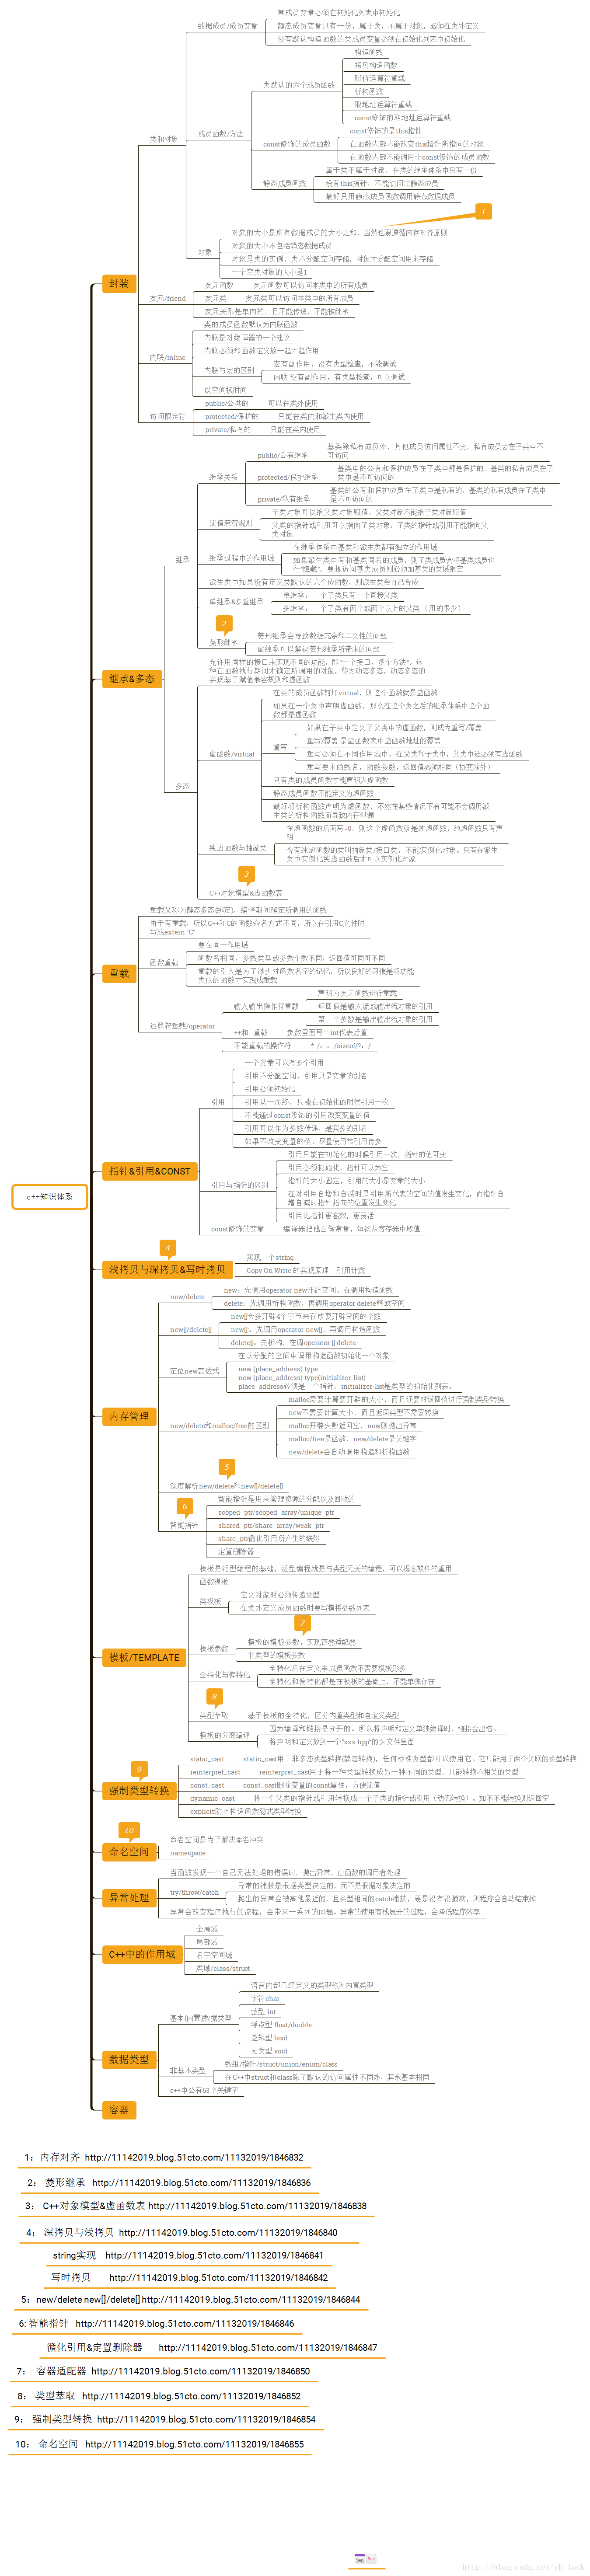 c++知识体系
封装
类和对象
数据成员/成员变量
带成员变量必须在初始化列表中初始化
静态成员变量只有一份，属于类，不属于对象，必须在类外定义
没有默认构造函数的类成员变量必须在初始化列表中初始化
成员函数/方法
类默认的六个成员函数
构造函数
拷贝构造函数
赋值运算符重载
析构函数
取地址运算符重载
const修饰的取地址运算符重载
const修饰的成员函数
const修饰的是this指针
在函数内部不能改变this指针所指向的对象
在函数内部不能调用非const修饰的成员函数
静态成员函数
属于类不属于对象，在类的继承体系中只有一份
没有this指针，不能访问非静态成员
最好只用静态成员函数调用静态数据成员
1
对象
对象的大小是所有数据成员的大小之和，当然也要遵循内存对齐原则
对象的大小不包括静态数据成员
对象是类的实例，类不分配空间存储，对象才分配空间用来存储
一个空类对象的大小是1
友元/friend
友元函数 友元函数可以访问本类中的所有成员
友元类 友元类可以访问本类中的所有成员
友元关系是单向的，且不能传递，不能被继承
内联/inline
类的成员函数默认为内联函数
内联是对编译器的一个建议
内联必须和函数定义放一起才起作用
内联与宏的区别
宏有副作用，没有类型检查，不能调试
内联 没有副作用，有类型检查，可以调试
以空间换时间
访问限定符
public/公共的 可以在类外使用
protected/保护的 只能在类内和派生类内使用
private/私有的 只能在类内使用
继承&多态
继承
继承关系
public/公有继承
基类除私有成员外，其他成员访问属性不变，私有成员会在子类中不
可访问
protected/保护继承
基类中的公有和保护成员在子类中都是保护的，基类的私有成员在子
类中是不可访问的
private/私有继承
基类的公有和保护成员在子类中是私有的，基类的私有成员在子类中
是不可访问的
赋值兼容规则
子类对象可以给父类对象赋值，父类对象不能给子类对象赋值
父类的指针或引用可以指向子类对象，子类的指针或引用不能指向父
类对象
继承过程中的作用域
在继承体系中基类和派生类都有独立的作用域
如果派生类中有和基类同名的成员，则子类成员会将基类成员进
行"隐藏"，要想访问基类成员则必须加基类的类域限定
派生类中如果没有定义类默认的六个成函数，则派生类会自己合成
单继承&多重继承
单继承：一个子类只有一个直接父类
多继承：一个子类有两个或两个以上的父类（用的很少）
2
菱形继承
菱形继承会导致数据冗余和二义性的问题
虚继承可以解决菱形继承所带来的问题
多态
允许用同样的接口来实现不同的功能，即"一个接口，多个方法"，这
种在函数执行期间才确定所调用的对象，称为动态多态，动态多态的
实现基于赋值兼容规则和虚函数
虚函数/virtual
在类的成员函数前加virtual，则这个函数就是虚函数
如果在一个类中声明虚函数，那么在这个类之后的继承体系中这个函
数都是虚函数
重写
如果在子类中定义了父类中的虚函数，则成为重写/覆盖
重写/覆盖 是虚函数表中虚函数地址的覆盖
重写必须在不同作用域中，在父类和子类中，父类中还必须有虚函数
重写要求函数名，函数参数，返回值必须相同（协变除外）
只有类的成员函数才能声明为虚函数
静态成员函数不能定义为虚函数
最好将析构函数声明为虚函数，不然在某些情况下有可能不会调用派
生类的析构函数而导致内存泄漏
纯虚函数与抽象类
在虚函数的后面写=0，则这个虚函数就是纯虚函数，纯虚函数只有声
明
含有纯虚函数的类叫抽象类/接口类，不能实例化对象，只有在派生
类中实例化纯虚函数后才可以实例化对象
3
C++对象模型&虚函数表
重载
重载又称为静态多态(绑定)，编译期间确定所调用的函数
由于有重载，所以C++和C的函数命名方式不同，所以在引用C文件时
写成extern "C"
函数重载
要在同一作用域
函数名相同，参数类型或参数个数不同，返回值可同可不同
重载的引入是为了减少对函数名字的记忆，所以良好的习惯是将功能
类似的函数才实现成重载
运算符重载/operator
输入输出操作符重载
声明为友元函数进行重载
返回值是输入流或输出流对象的引用
第一个参数是输出输出流对象的引用
++和--重载 参数里面写个int代表后置
不能重载的操作符 * /，；/sizeof/?：/
指针&引用&CONST
引用
一个变量可以有多个引用
引用不分配空间，引用只是变量的别名
引用必须初始化
引用从一而终，只能在初始化的时候引用一次
不能通过const修饰的引用改变变量的值
引用可以作为参数传递，是实参的别名
如果不改变变量的值，尽量使用常引用传参
引用与指针的区别
引用只能在初始化的时候引用一次，指针的值可变
引用必须初始化，指针可以为空
指针的大小固定，引用的大小是变量的大小
在对引用自增和自减时是引用所代表的空间的值发生变化，而指针自
增自减时指针指向的位置发生变化
引用比指针更高效，更灵活
const修饰的变量 编译器把他当做常量，每次从寄存器中取值
4
浅拷贝与深拷贝&写时拷贝
实现一个string
Copy On Write 的实现原理---引用计数
内存管理
new/delete
new：先调用operator new开辟空间，在调用构造函数
delete：先调用析构函数，再调用operator delete释放空间
new[]/delete[]
new[]会多开辟4个字节来存放要开辟空间的个数
new[]：先调用operator new[]，再调用构造函数
delete[]：先析构，在调operator [] delete
定位new表达式
在以分配的空间中调用构造函数初始化一个对象
new (place_address) type
new (place_address) type(initializer-list)
place_address必须是一个指针，initializer-list是类型的初始化列表。
new/delete和malloc/free的区别
malloc需要计算要开辟的大小，而且还要对返回值进行强制类型转换
new不需要计算大小，而且返回类型不需要转换
malloc开辟失败返回空，new则抛出异常
malloc/free是函数，new/delete是关键字
new/delete会自动调用构造和析构函数
5
深度解析new/delete和new[]/delete[]
6
智能指针
智能指针是用来管理资源的分配以及回收的
scoped_ptr/scoped_array/unique_ptr
shared_ptr/share_array/weak_ptr
share_ptr循化引用所产生的缺陷
定置删除器
模板/TEMPLATE
模板是泛型编程的基础，泛型编程就是与类型无关的编程，可以提高软件的重用
函数模板
类模板
定义对象时必须传递类型
在类外定义成员函数时要写模板参数列表
7
模板参数
模板的模板参数，实现容器适配器
非类型的模板参数
全特化与偏特化
全特化后在定义车成员函数不需要模板形参
全特化和偏特化都是在模板的基础上，不能单独存在
8
类型萃取 基于模板的全特化，区分内置类型和自定义类型
模板的分离编译
因为编译和链接是分开的，所以将声明和定义单独编译时，链接会出错。
将声明和定义放到一个"xxx.hpp"的头文件里面
9
强制类型转换
static_cast static_cast用于非多态类型转换(静态转换)，任何标准类型都可以使用它，它只能用于两个关联的类型转换
reinterpret_cast reinterpret_cast用于将一种类型转换成另一种不同的类型，只能转换不相关的类型
const_cast const_cast删除变量的const属性，方便赋值
dynamic_cast 将一个父类的指针或引用转换成一个子类的指针或引用（动态转换），如不不能转换则返回空
explicit 防止构造函数隐式类型转换
10
命名空间
命名空间是为了解决命名冲突
namespace
异常处理
当函数发现一个自己无法处理的错误时，抛出异常，由函数的调用者处理
try/throw/catch
异常的捕获是根据类型决定的，而不是根据对象决定的
抛出的异常会被离他最近的，且类型相同的catch捕获，要是没有设捕获，则程序会自动结束掉
异常会改变程序执行的流程，会带来一系列的问题，异常的使用有栈展开的过程，会降低程序效率
C++中的作用域
全局域
局部域
名字空间域
类域/class/struct
数据类型
基本(内置)数据类型
语言内部已经定义的类型称为内置类型
字符char
整型 int
浮点型 float/double
逻辑型 bool
无类型 void
非基本类型
数组/指针/struct/union/enum/class
在C++中struct和class除了默认的访问属性不同外，其余基本相同
c++中公有63个关键字
容器
1：内存对齐 http://11142019.blog.51cto.com/11132019/1846832
2： 菱形继承 http://11142019.blog.51cto.com/11132019/1846836
3： C++对象模型&虚函数表 http://11142019.blog.51cto.com/11132019/1846838
4： 深拷贝与浅拷贝 http://11142019.blog.51cto.com/11132019/1846840
string实现 http://11142019.blog.51cto.com/11132019/1846841
写时拷贝 http://11142019.blog.51cto.com/11132019/1846842
5：new/delete new[]/delete[] http://11142019.blog.51cto.com/11132019/1846844
6: 智能指针 http://11142019.blog.51cto.com/11132019/1846846
循化引用&定置删除器 http://11142019.blog.51cto.com/11132019/1846847
7： 容器适配器 http://11142019.blog.51cto.com/11132019/1846850
8： 类型萃取 http://11142019.blog.51cto.com/11132019/1846852
9： 强制类型转换 http://11142019.blog.51cto.com/11132019/1846854
10： 命名空间 http://11142019.blog.51cto.com/11132019/1846855